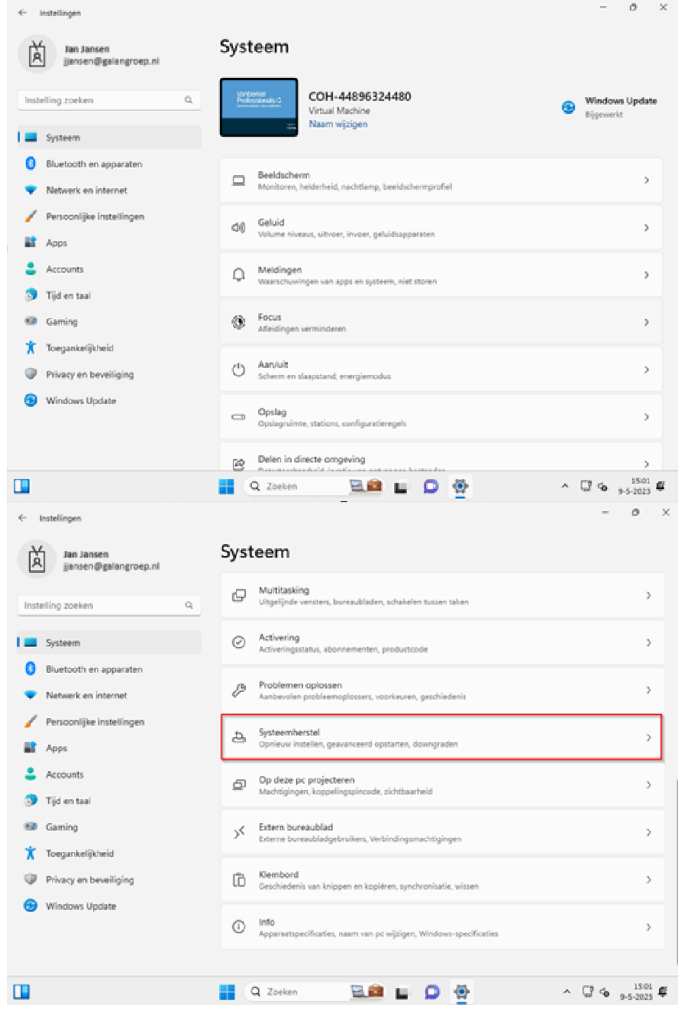 Instellingen
Jan Jansen
jjansen@galangroep.nl
Instelling zoeken
Systeem
Bluetooth en apparaten
Netwerk en internet
Persoonlijke instellingen
Apps
Accounts
Tijd en taal
Gaming
Toegankelijkheid
Privacy en beveiliging
Windows Update
Systeem
COH-44896324480
Virtual Machine
Naam wijzigen
Windows Update
Bijgewerkt
Beeldscherm
Monitoren, helderheid, nachtlamp, beeldschermprofiel
Geluid
Volume niveaus, uitvoer, invoer, geluidsapparaten
Meldingen
Waarschuwingen van apps en systeem, niet storen
Focus
Afleidingen verminderen
Aan/uit
Scherm en slaapstand, energiemodus
Opslag
Opslagruimte, stations, configuratieregels
Delen in directe omgeving
Zoeken
15:01
9-5-2023
Instellingen
Jan Jansen
jjansen@galangroep.nl
Instelling zoeken
Systeem
Bluetooth en apparaten
Netwerk en internet
Persoonlijke instellingen
Apps
Accounts
Tijd en taal
Gaming
Toegankelijkheid
Privacy en beveiliging
Windows Update
Systeem
Multitasking
Uitgelijnde vensters, bureaubladen, schakelen tussen taken
Activering
Activeringsstatus, abonnementen, productcode
Problemen oplossen
Aanbevolen probleemoplossers, voorkeuren, geschiedenis
Systeemherstel
Opnieuw instellen, geavanceerd opstarten, downgraden
Op deze pc projecteren
Machtigingen, koppelingspincode, zichtbaarheid
Extern bureaublad
Externe bureaubladgebruikers, Verbindingsmachtigingen
Klembord
Geschiedenis van knippen en kopiëren, synchronisatie, wissen
Info
Apparaatspecificaties, naam van pc wijzigen, Windows-specificaties
Zoeken
15:01
9-5-2023